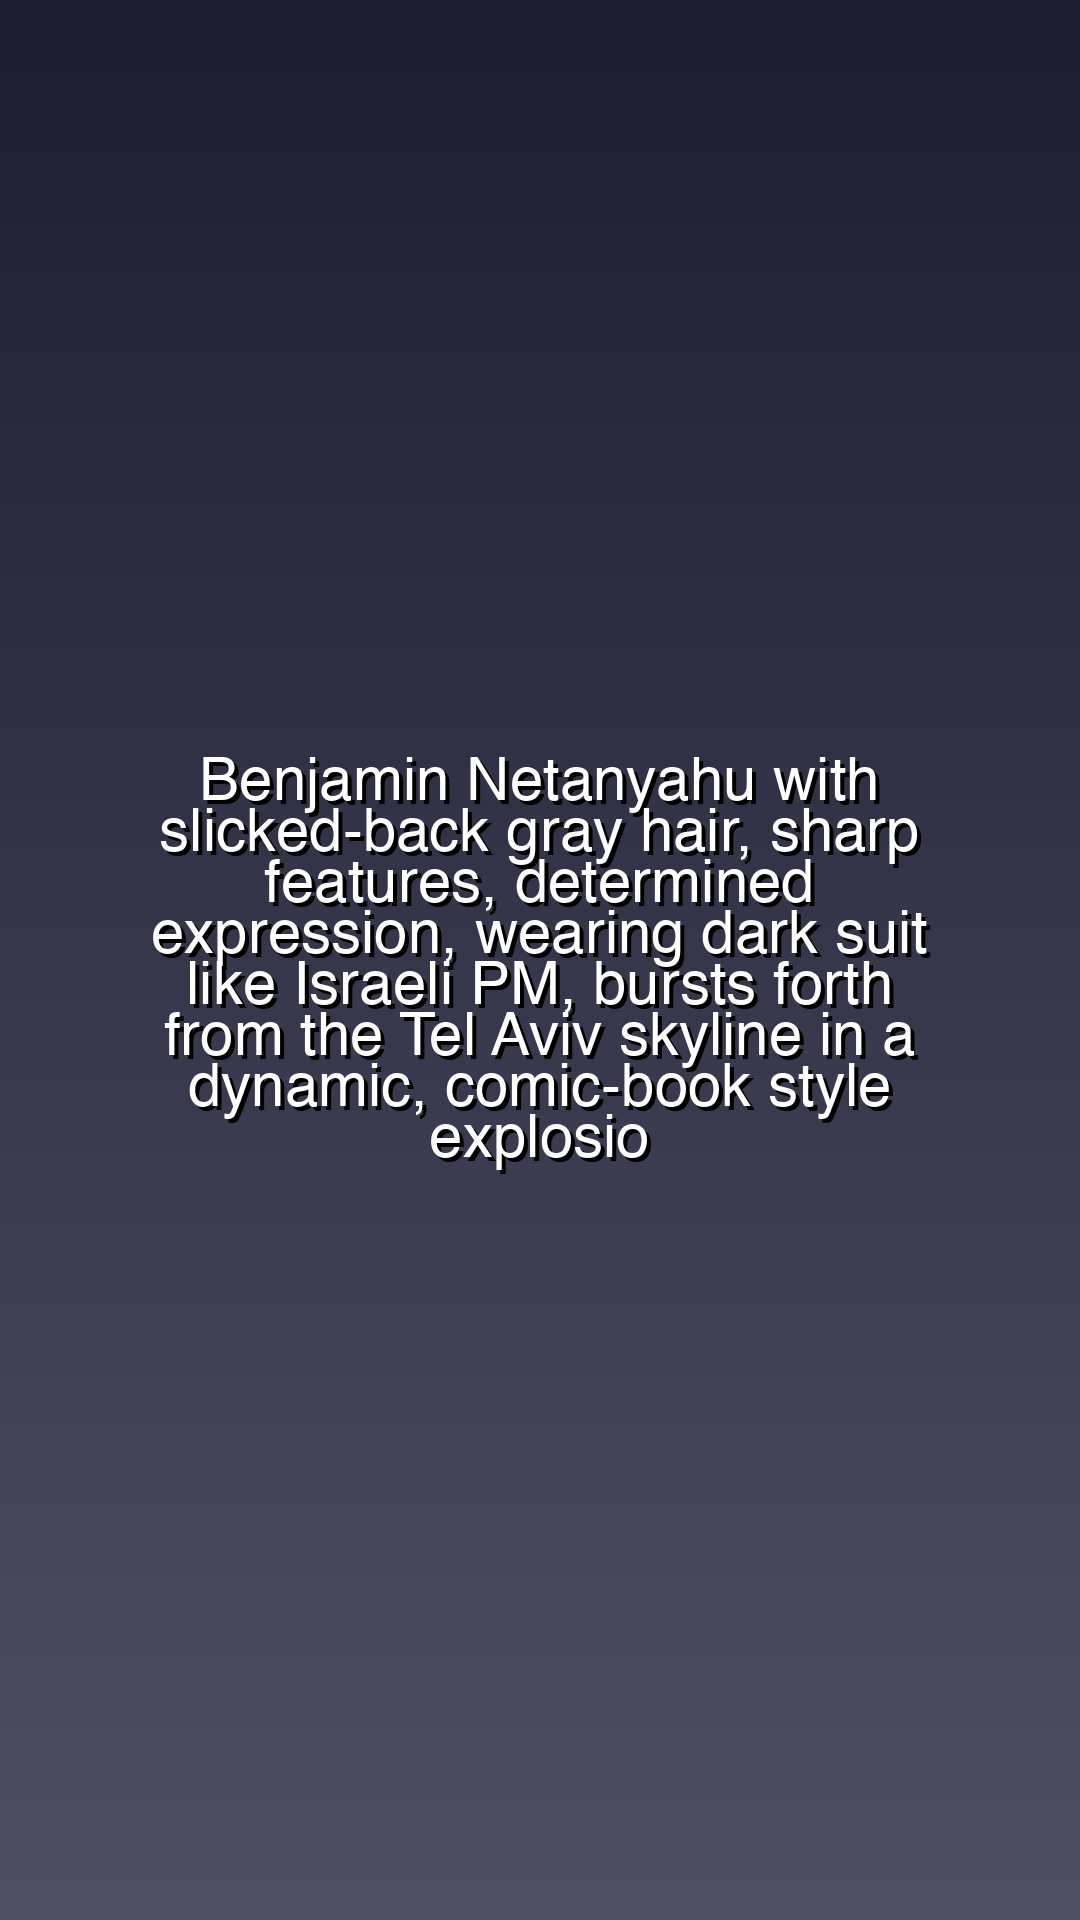 Benjamin Netanyahu with
slicked-back gray hair, sharp
features, determined
expression, wearing dark suit
like Israeli PM, bursts forth
from the Tel Aviv skyline in a
dynamic, comic-book style
explosio